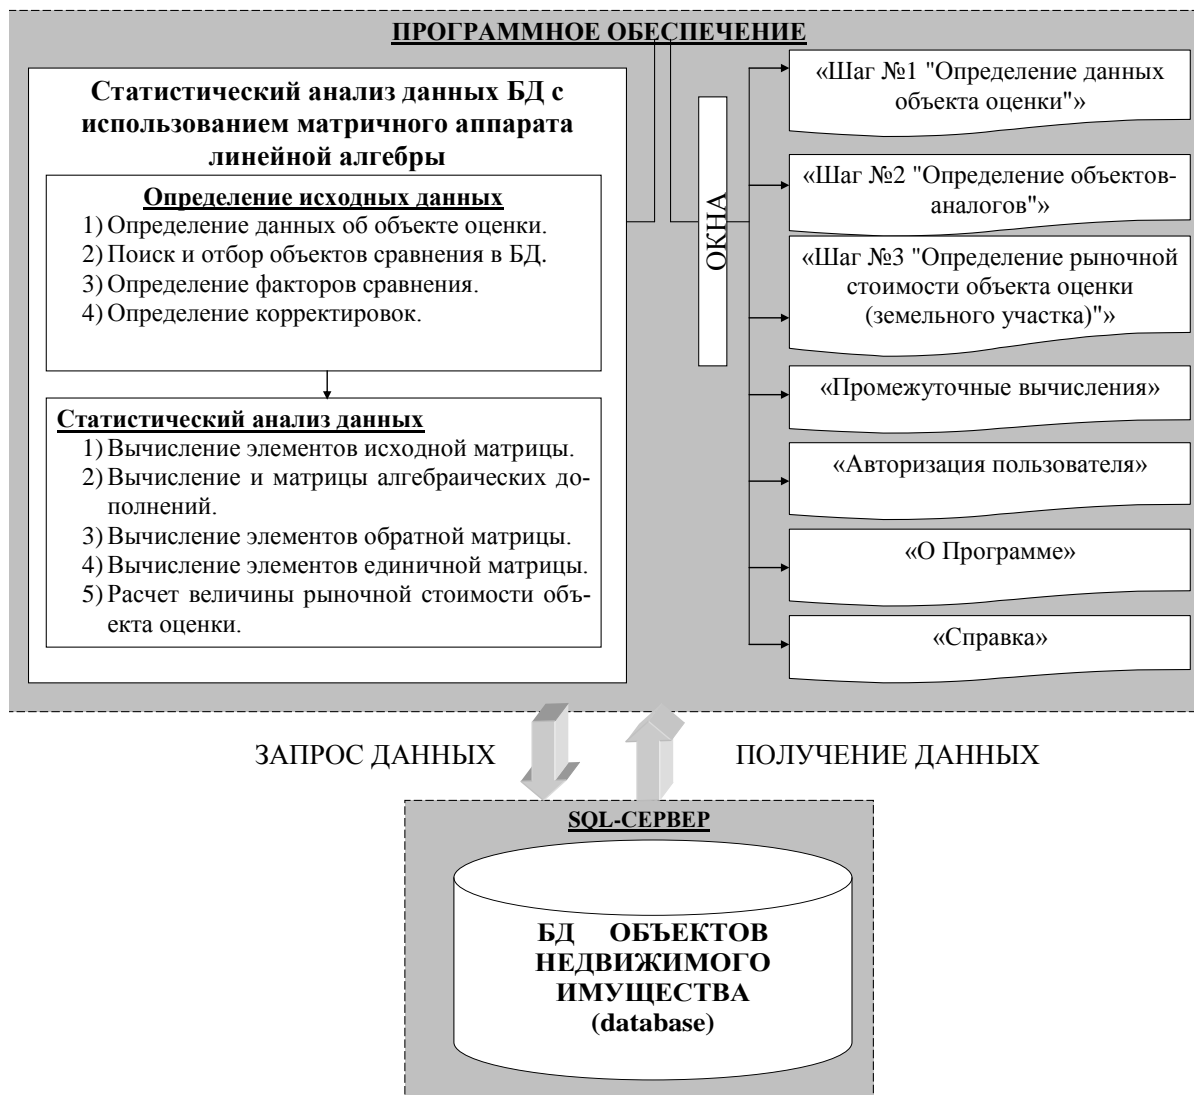 ПРОГРАММНОЕ ОБЕСПЕЧЕНИЕ
Статистический анализ данных БД с
использованием матричного аппарата
линейной алгебры
Определение исходных данных
1) Определение данных об объекте оценки.
2) Поиск и отбор объектов сравнения в БД.
3) Определение факторов сравнения.
4) Определение корректировок.
Статистический анализ данных
1) Вычисление элементов исходной матрицы.
2) Вычисление и матрицы алгебраических до-
полнений.
3) Вычисление элементов обратной матрицы.
4) Вычисление элементов единичной матрицы.
5) Расчет величины рыночной стоимости объ-
екта оценки.
ОКНА
«Шаг №1 "Определение данных
объекта оценки"»
«Шаг №2 "Определение объектов-
аналогов"»
«Шаг №3 "Определение рыночной
стоимости объекта оценки
(земельного участка)"»
«Промежуточные вычисления»
«Авторизация пользователя»
«О Программе»
«Справка»
ЗАПРОС ДАННЫХ
ПОЛУЧЕНИЕ ДАННЫХ
SQL-СЕРВЕР
БД ОБЪЕКТОВ
НЕДВИЖИМОГО
ИМУЩЕСТВА
(database)